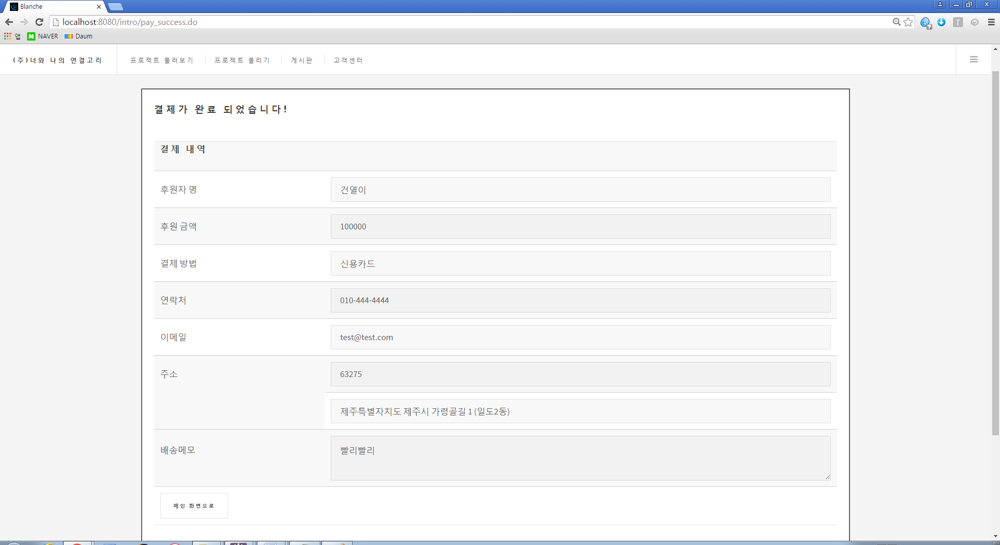 Blanche
localhost:8080/intro/pay_success.do
앱 NAVER Daum
(주)너와 나의 연결고리 프로젝트 둘러보기 프로젝트 올리기 게시판 고객센터
결제가 완료 되었습니다!
결제 내역
후원자 명 건열이
후원 금액 100000
결제 방법 신용카드
연락처 010-444-4444
이메일 test@test.com
주소 63275
제주특별자치도 제주시 가령골길 1 (일도2동)
배송메모 빨리빨리
메인 화면으로